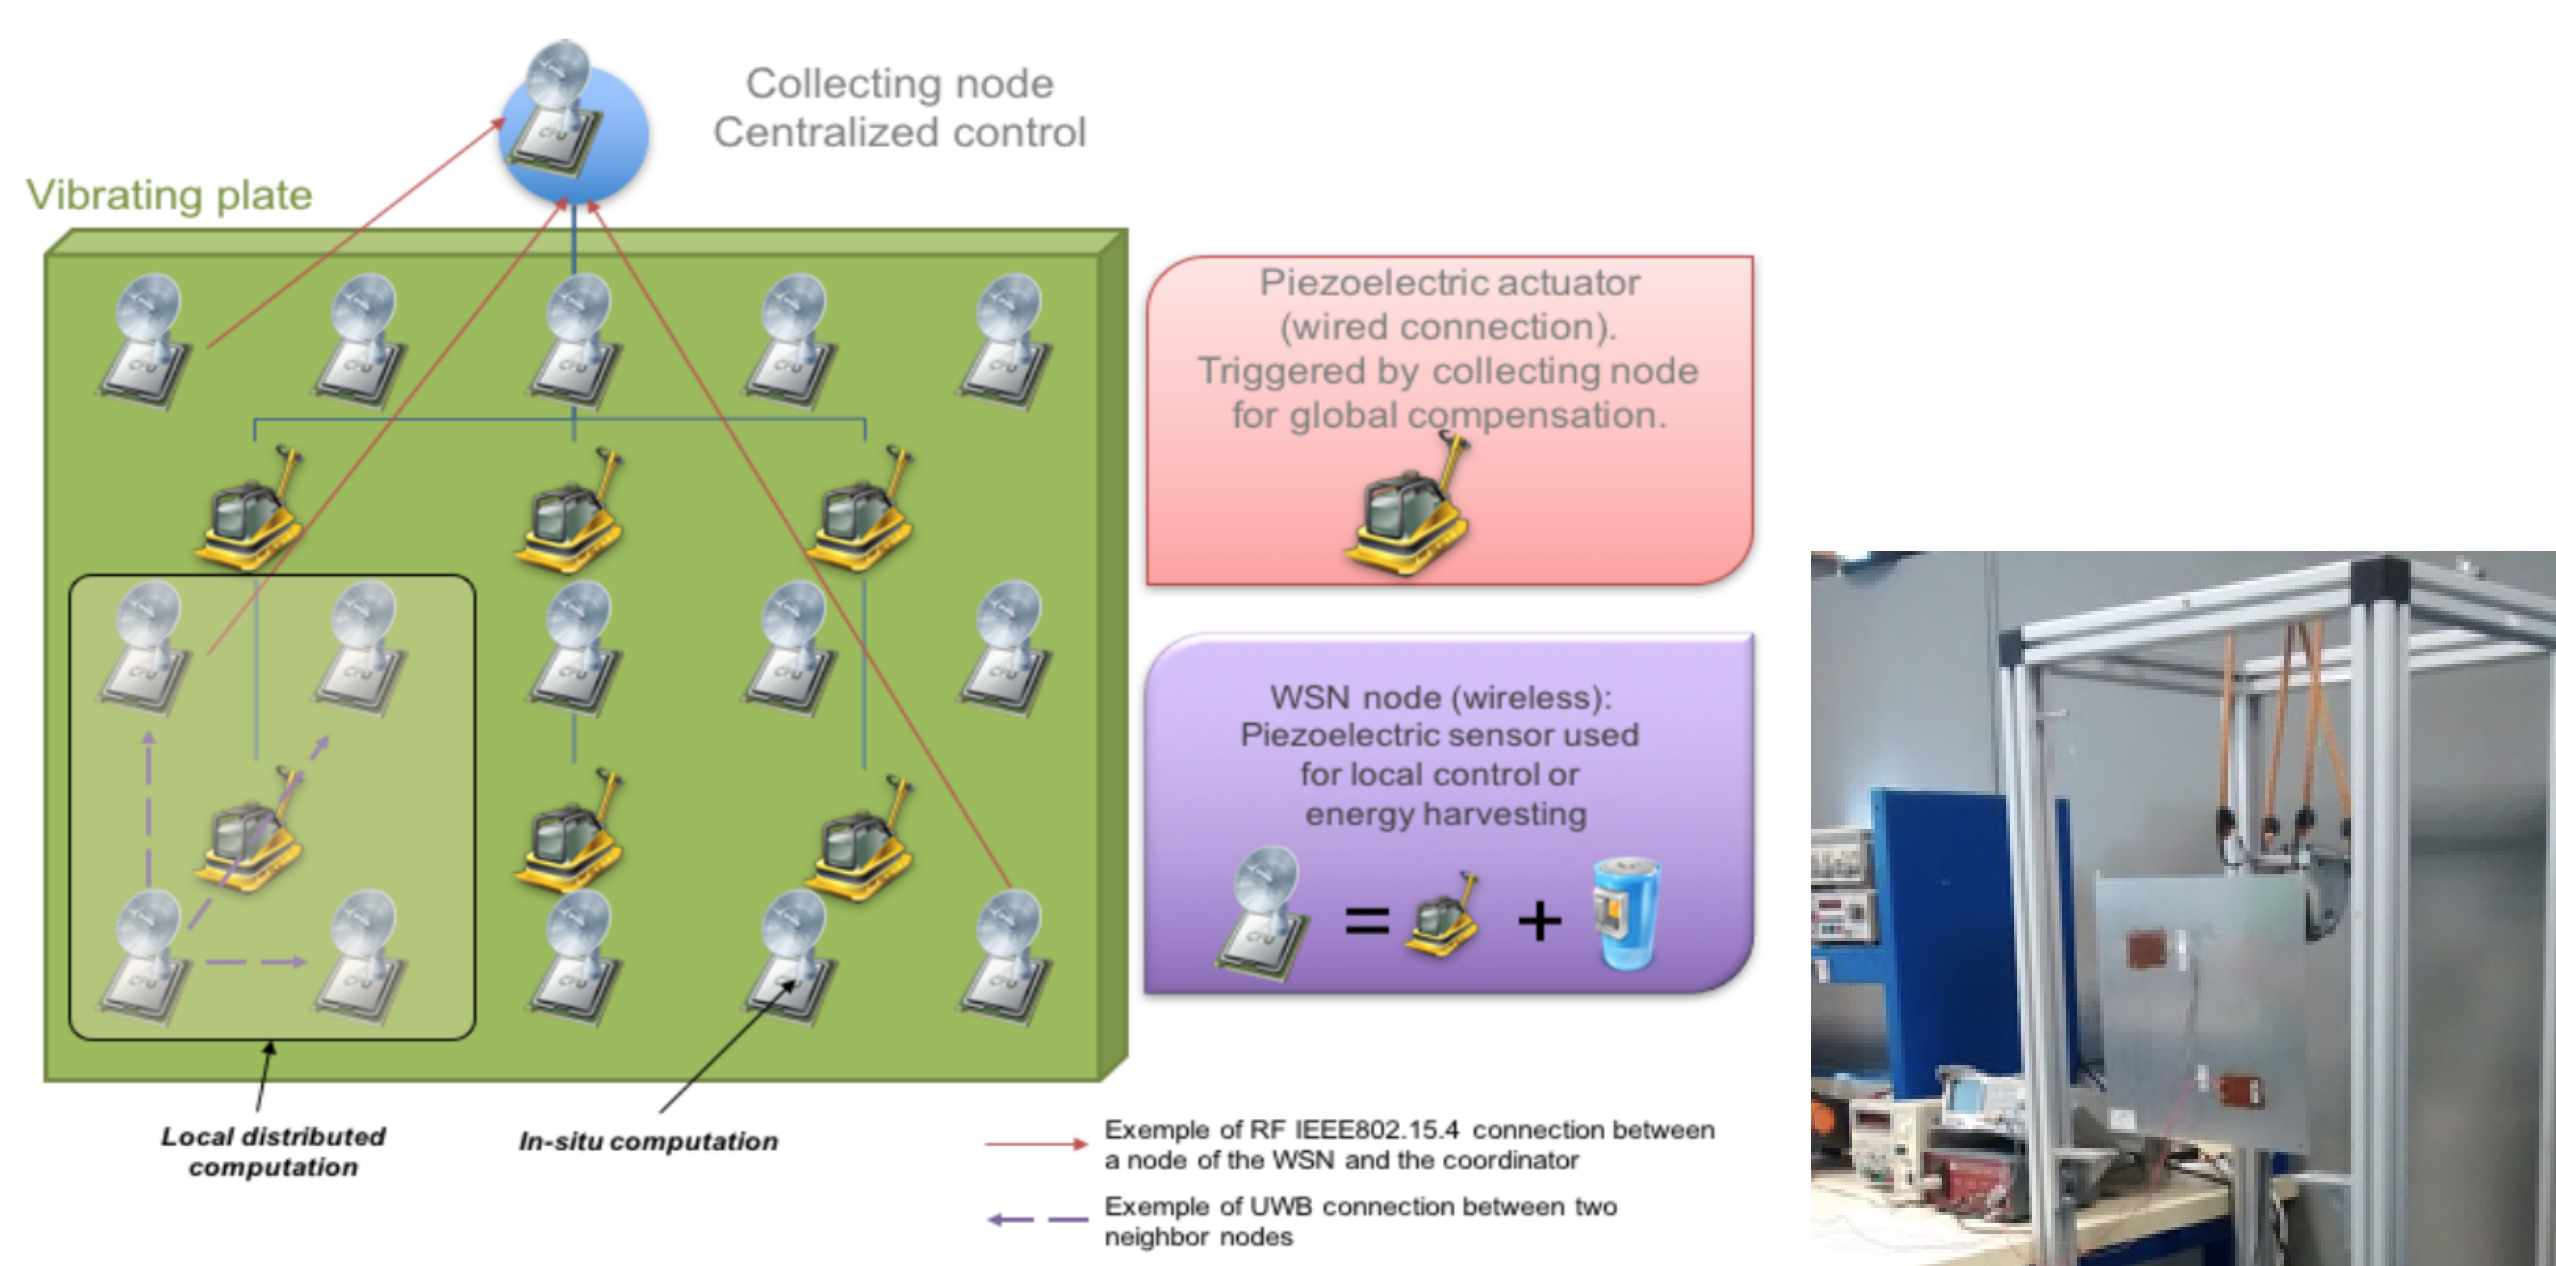 Collecting node
Centralized control
Vibrating plate
Piezoelectric actuator
(wired connection).
Triggered by collecting node
for global compensation.
WSN node (wireless):
Piezoelectric sensor used
for local control or
energy harvesting
= +
Local distributed
computation
In-situ computation
Exemple of RF IEEE802.15.4 connection between
a node of the WSN and the coordinator
Exemple of UWB connection between two
neighbor nodes
CPU